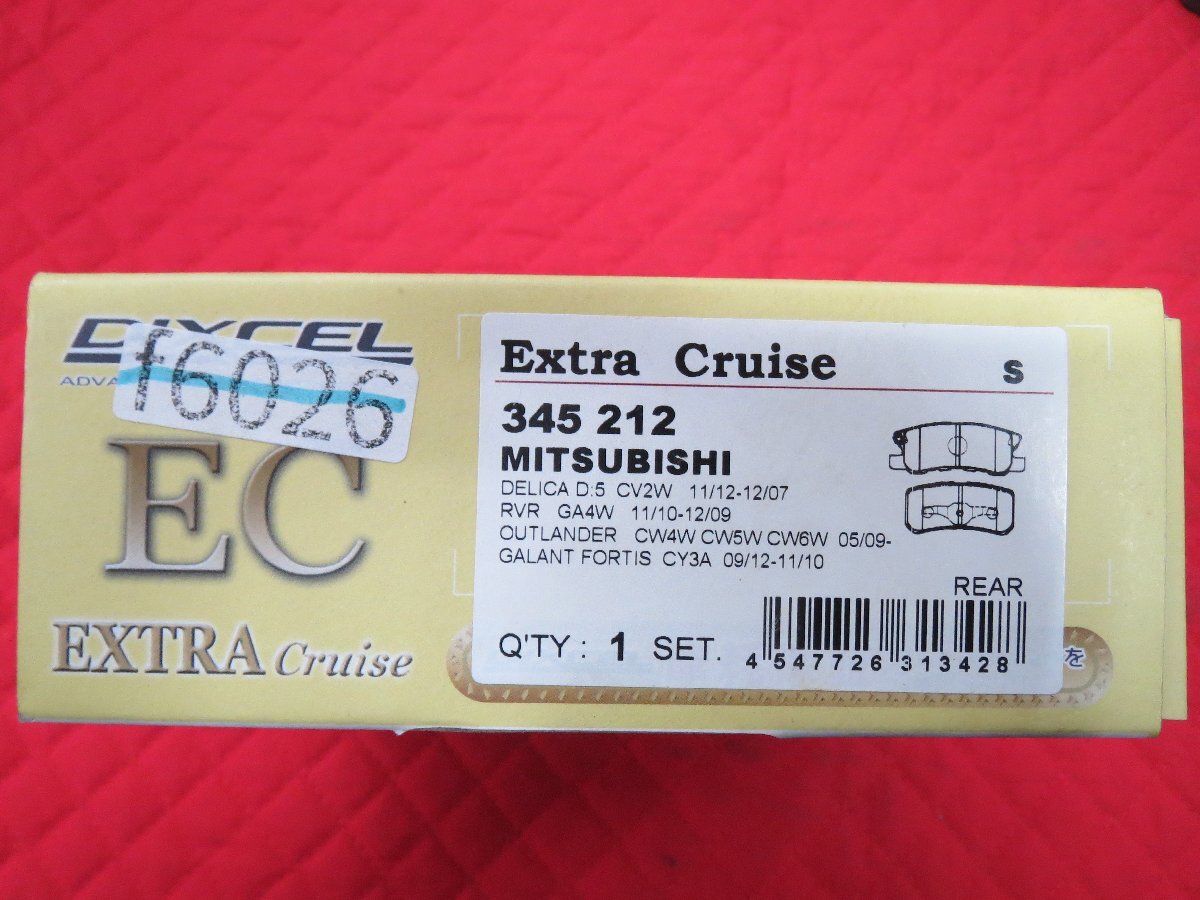 DIXCEL
ADVA
f6026
EC
EXTRA Cruise
Extra Cruise S
345 212
MITSUBISHI
DELICA D:5 CV2W 11/12-12/07
RVR GA4W 11/10-12/09
OUTLANDER CW4W CW5W CW6W 05/09-
GALANT FORTIS CY3A 09/12-11/10
REAR
Q'TY : 1 SET.
4 547726 313428
を